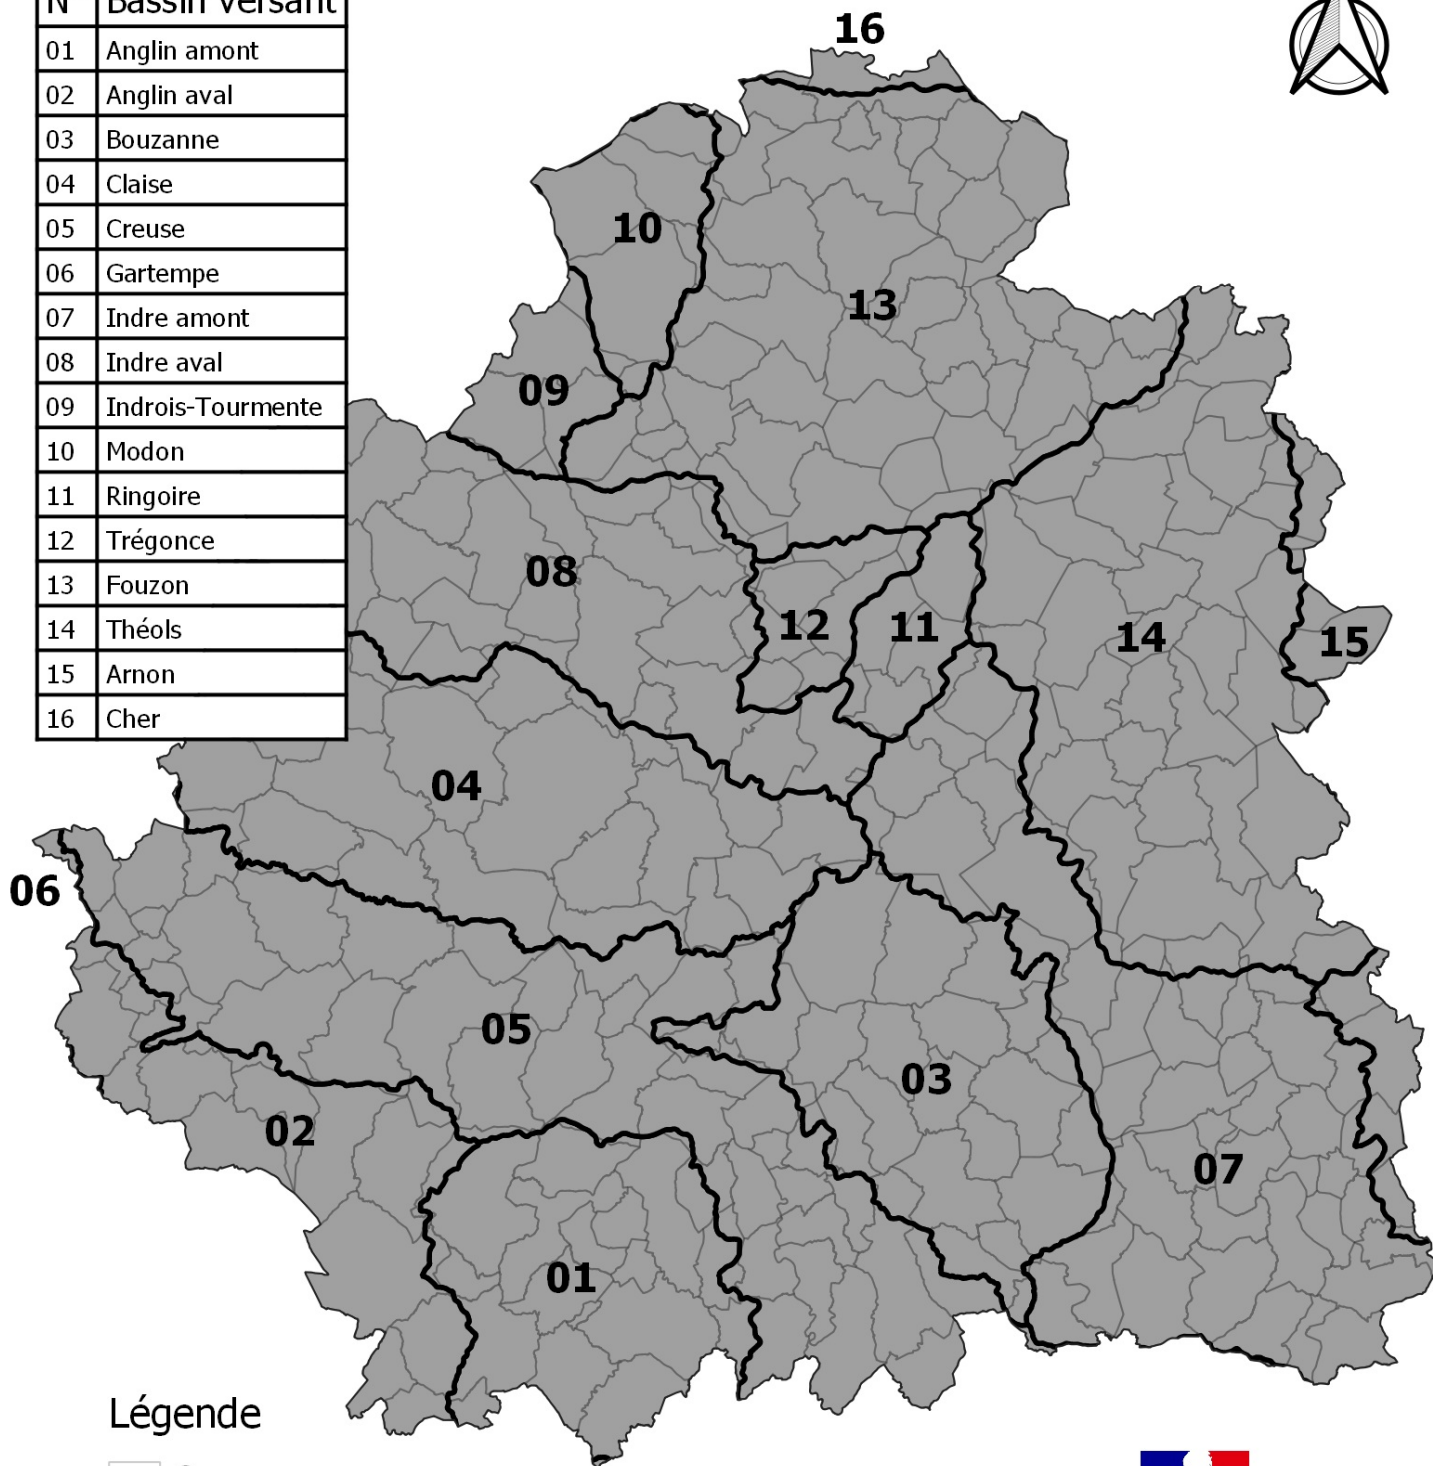 N° Bassin versant
01 Anglin amont
02 Anglin aval
03 Bouzanne
04 Claise
05 Creuse
06 Gartempe
07 Indre amont
08 Indre aval
09 Indrois-Tourmente
10 Modon
11 Ringoire
12 Trégonce
13 Fouzon
14 Théols
15 Arnon
16 Cher
16
10
13
09
08
12
11
14
15
04
06
05
03
02
07
01
Légende